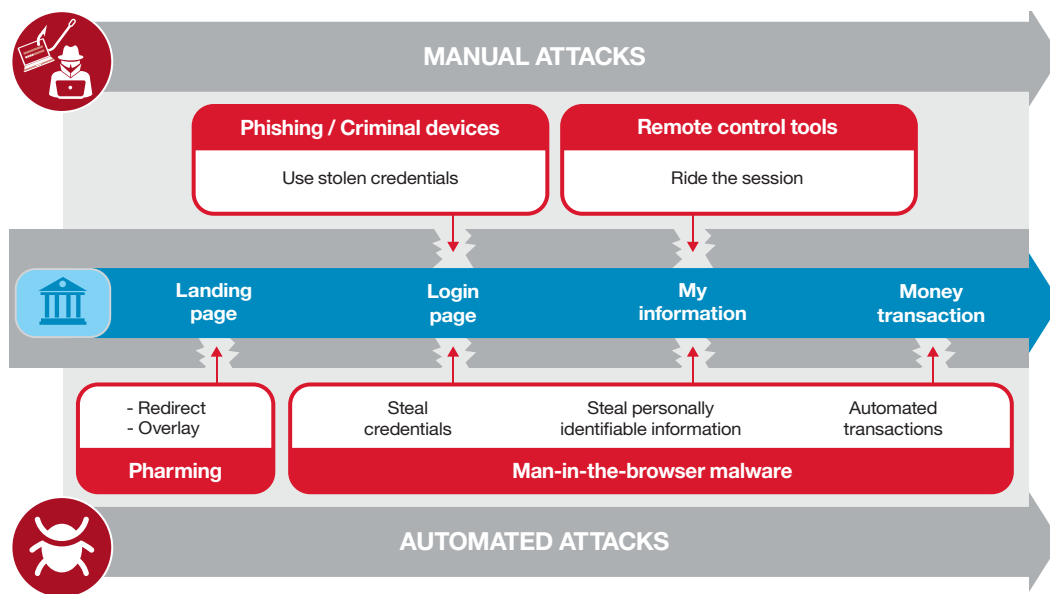 MANUAL ATTACKS
Phishing / Criminal devices
Use stolen credentials
Remote control tools
Ride the session
Landing
page
Login
page
My
information
Money
transaction
- Redirect
- Overlay
Pharming
Steal
credentials
Steal personally
identifiable information
Automated
transactions
Man-in-the-browser malware
AUTOMATED ATTACKS